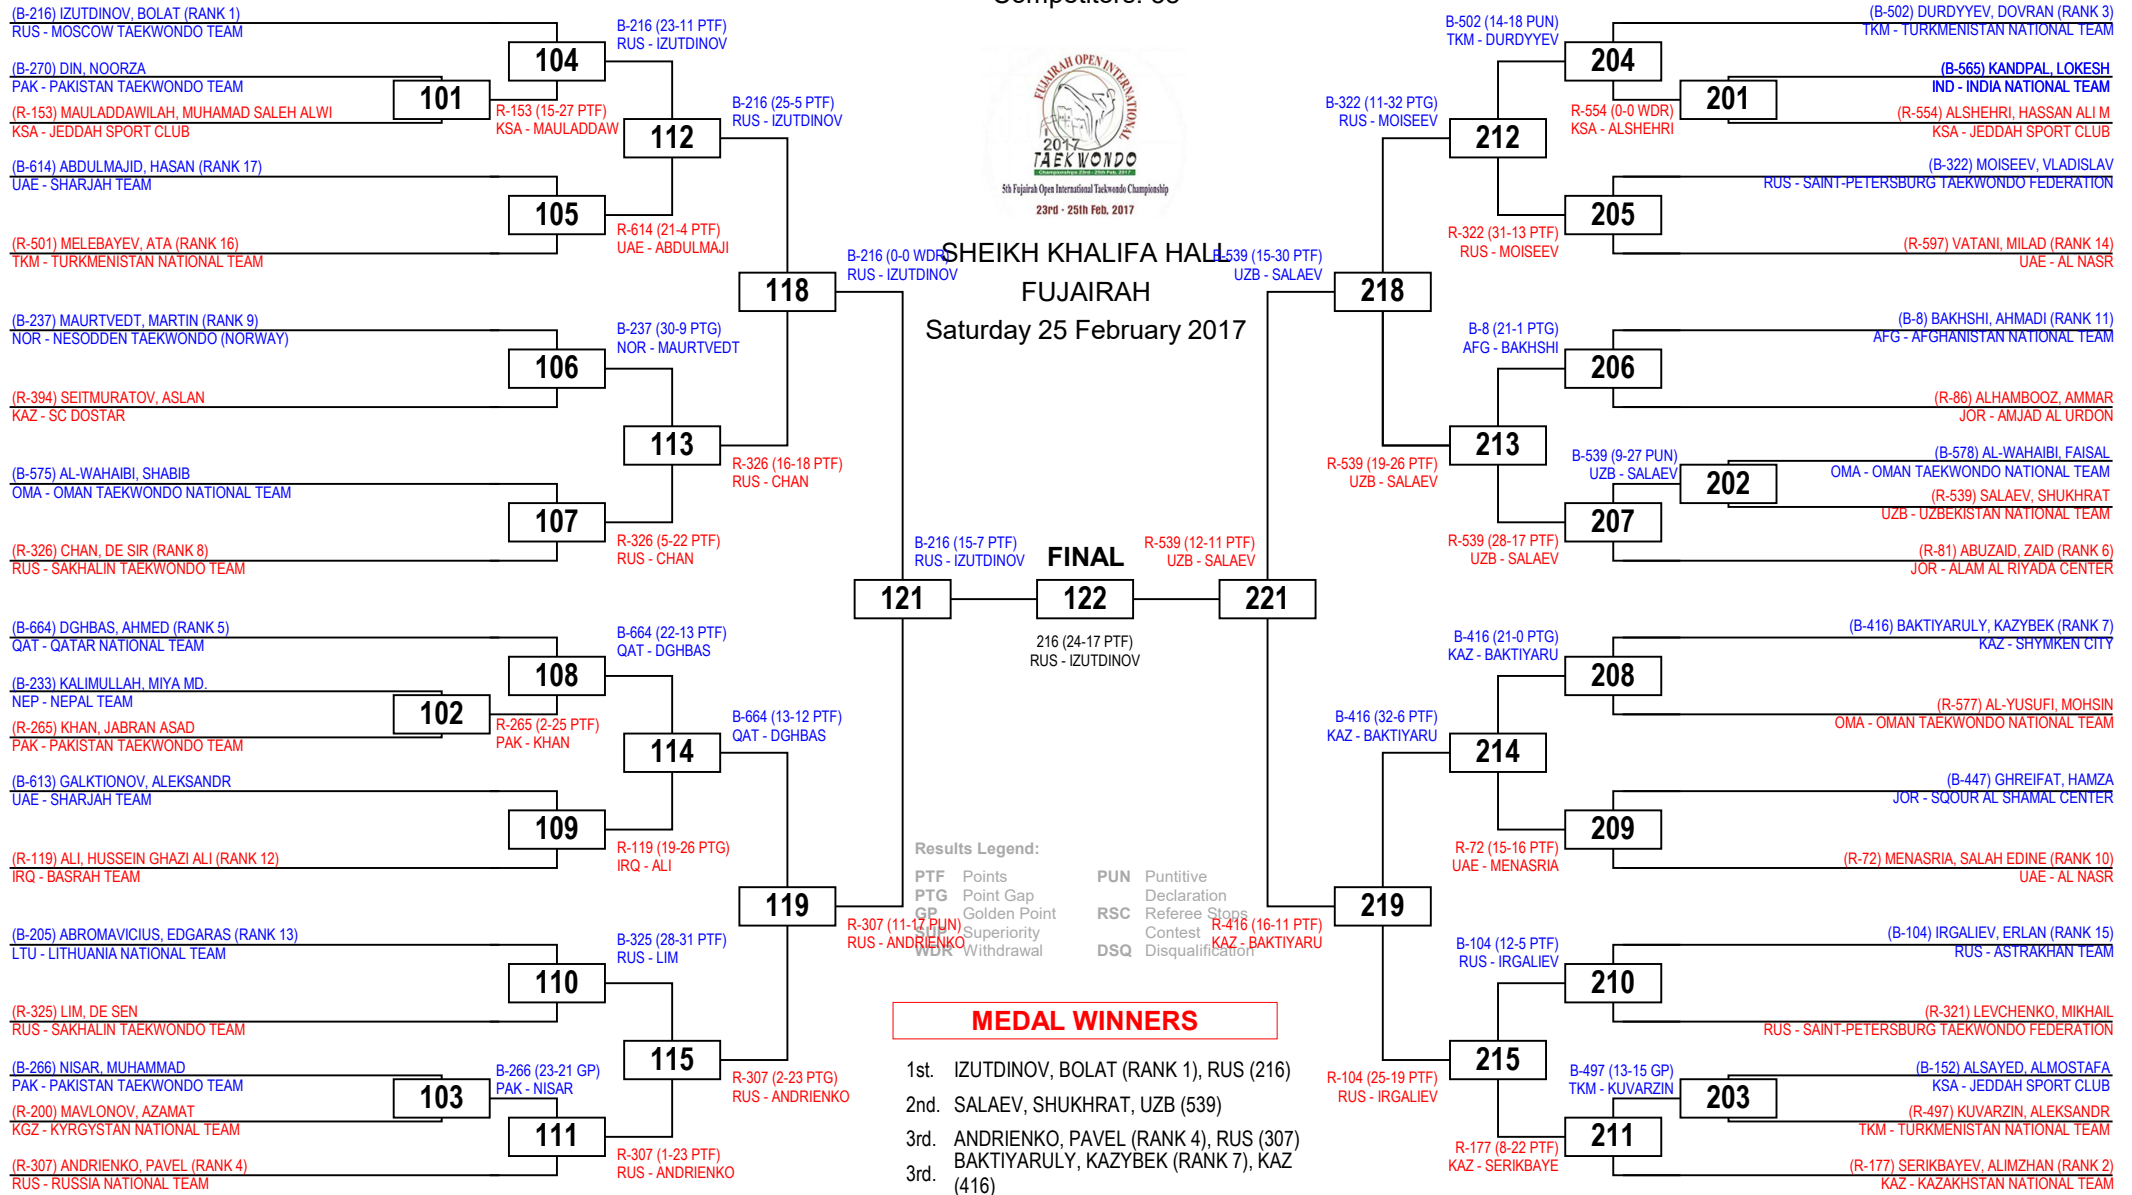 (B-216) IZUTDINOV, BOLAT (RANK 1)
RUS - MOSCOW TAEKWONDO TEAM
(B-270) DIN, NOORZA
PAK - PAKISTAN TAEKWONDO TEAM
(R-153) MAULADDAWILAH, MUHAMAD SALEH ALWI
KSA - JEDDAH SPORT CLUB
(B-614) ABDULMAJID, HASAN (RANK 17)
UAE - SHARJAH TEAM
(R-501) MELEBAYEV, ATA (RANK 16)
TKM - TURKMENISTAN NATIONAL TEAM
(B-237) MAURTVEDT, MARTIN (RANK 9)
NOR - NESODDEN TAEKWONDO (NORWAY)
(R-394) SEITMURATOV, ASLAN
KAZ - SC DOSTAR
(B-575) AL-WAHAIBI, SHABIB
OMA - OMAN TAEKWONDO NATIONAL TEAM
(R-326) CHAN, DE SIR (RANK 8)
RUS - SAKHALIN TAEKWONDO TEAM
(B-664) DGHBAS, AHMED (RANK 5)
QAT - QATAR NATIONAL TEAM
(B-233) KALIMULLAH, MIYA MD.
NEP - NEPAL TEAM
(R-265) KHAN, JABRAN ASAD
PAK - PAKISTAN TAEKWONDO TEAM
(B-613) GALKTIONOV, ALEKSANDR
UAE - SHARJAH TEAM
(R-119) ALI, HUSSEIN GHAZI ALI (RANK 12)
IRQ - BASRAH TEAM
(B-205) ABROMAVICIUS, EDGARAS (RANK 13)
LTU - LITHUANIA NATIONAL TEAM
(R-325) LIM, DE SEN
RUS - SAKHALIN TAEKWONDO TEAM
(B-266) NISAR, MUHAMMAD
PAK - PAKISTAN TAEKWONDO TEAM
(R-200) MAVLONOV, AZAMAT
KGZ - KYRGYSTAN NATIONAL TEAM
(R-307) ANDRIENKO, PAVEL (RANK 4)
RUS - RUSSIA NATIONAL TEAM
101
R-153 (15-27 PTF)
KSA - MAULADDAW
102
R-265 (2-25 PTF)
PAK - KHAN
103
B-266 (23-21 GP)
PAK - NISAR
104
B-216 (23-11 PTF)
RUS - IZUTDINOV
105
R-614 (21-4 PTF)
UAE - ABDULMAJI
106
B-237 (30-9 PTG)
NOR - MAURTVEDT
107
R-326 (5-22 PTF)
RUS - CHAN
108
B-664 (22-13 PTF)
QAT - DGHBAS
109
R-119 (19-26 PTG)
IRQ - ALI
110
B-325 (28-31 PTF)
RUS - LIM
111
R-307 (1-23 PTF)
RUS - ANDRIENKO
112
B-216 (25-5 PTF)
RUS - IZUTDINOV
113
R-326 (16-18 PTF)
RUS - CHAN
114
B-664 (13-12 PTF)
QAT - DGHBAS
115
R-307 (2-23 PTG)
RUS - ANDRIENKO
118
B-216 (0-0 WDR)
RUS - IZUTDINOV
119
R-307 (11-17 PUN)
RUS - ANDRIENKO
121
B-216 (15-7 PTF)
RUS - IZUTDINOV
FUJAIRAH OPEN INTERNATIONAL
2017
TAEKWONDO
Championships 23rd - 25th Feb, 2017
5th Fujairah Open International Taekwondo Championship
23rd - 25th Feb, 2017
SHEIKH KHALIFA HALL
FUJAIRAH
Saturday 25 February 2017
FINAL
122
216 (24-17 PTF)
RUS - IZUTDINOV
Results Legend:
PTF Points
PTG Point Gap
GP Golden Point
SUP Superiority
WDR Withdrawal
PUN Puntitive
Declaration
RSC Referee Stops
Contest
DSQ Disqualification
MEDAL WINNERS
1st. IZUTDINOV, BOLAT (RANK 1), RUS (216)
2nd. SALAEV, SHUKHRAT, UZB (539)
3rd. ANDRIENKO, PAVEL (RANK 4), RUS (307)
3rd. BAKTIYARULY, KAZYBEK (RANK 7), KAZ
(416)
R-539 (12-11 PTF)
UZB - SALAEV
221
B-539 (15-30 PTF)
UZB - SALAEV
218
R-416 (16-11 PTF)
KAZ - BAKTIYARU
219
B-322 (11-32 PTG)
RUS - MOISEEV
212
R-539 (19-26 PTF)
UZB - SALAEV
213
B-416 (32-6 PTF)
KAZ - BAKTIYARU
214
R-104 (25-19 PTF)
RUS - IRGALIEV
215
B-502 (14-18 PUN)
TKM - DURDYYEV
204
R-322 (31-13 PTF)
RUS - MOISEEV
205
B-8 (21-1 PTG)
AFG - BAKHSHI
206
R-539 (28-17 PTF)
UZB - SALAEV
207
B-416 (21-0 PTG)
KAZ - BAKTIYARU
208
R-72 (15-16 PTF)
UAE - MENASRIA
209
B-104 (12-5 PTF)
RUS - IRGALIEV
210
R-177 (8-22 PTF)
KAZ - SERIKBAYE
211
R-554 (0-0 WDR)
KSA - ALSHEHRI
201
B-539 (9-27 PUN)
UZB - SALAEV
202
B-497 (13-15 GP)
TKM - KUVARZIN
203
(B-502) DURDYYEV, DOVRAN (RANK 3)
TKM - TURKMENISTAN NATIONAL TEAM
(B-565) KANDPAL, LOKESH
IND - INDIA NATIONAL TEAM
(R-554) ALSHEHRI, HASSAN ALI M
KSA - JEDDAH SPORT CLUB
(B-322) MOISEEV, VLADISLAV
RUS - SAINT-PETERSBURG TAEKWONDO FEDERATION
(R-597) VATANI, MILAD (RANK 14)
UAE - AL NASR
(B-8) BAKHSHI, AHMADI (RANK 11)
AFG - AFGHANISTAN NATIONAL TEAM
(R-86) ALHAMBOOZ, AMMAR
JOR - AMJAD AL URDON
(B-578) AL-WAHAIBI, FAISAL
OMA - OMAN TAEKWONDO NATIONAL TEAM
(R-539) SALAEV, SHUKHRAT
UZB - UZBEKISTAN NATIONAL TEAM
(R-81) ABUZAID, ZAID (RANK 6)
JOR - ALAM AL RIYADA CENTER
(B-416) BAKTIYARULY, KAZYBEK (RANK 7)
KAZ - SHYMKEN CITY
(R-577) AL-YUSUFI, MOHSIN
OMA - OMAN TAEKWONDO NATIONAL TEAM
(B-447) GHREIFAT, HAMZA
JOR - SQOUR AL SHAMAL CENTER
(R-72) MENASRIA, SALAH EDINE (RANK 10)
UAE - AL NASR
(B-104) IRGALIEV, ERLAN (RANK 15)
RUS - ASTRAKHAN TEAM
(R-321) LEVCHENKO, MIKHAIL
RUS - SAINT-PETERSBURG TAEKWONDO FEDERATION
(B-152) ALSAYED, ALMOSTAFA
KSA - JEDDAH SPORT CLUB
(R-497) KUVARZIN, ALEKSANDR
TKM - TURKMENISTAN NATIONAL TEAM
(R-177) SERIKBAYEV, ALIMZHAN (RANK 2)
KAZ - KAZAKHSTAN NATIONAL TEAM